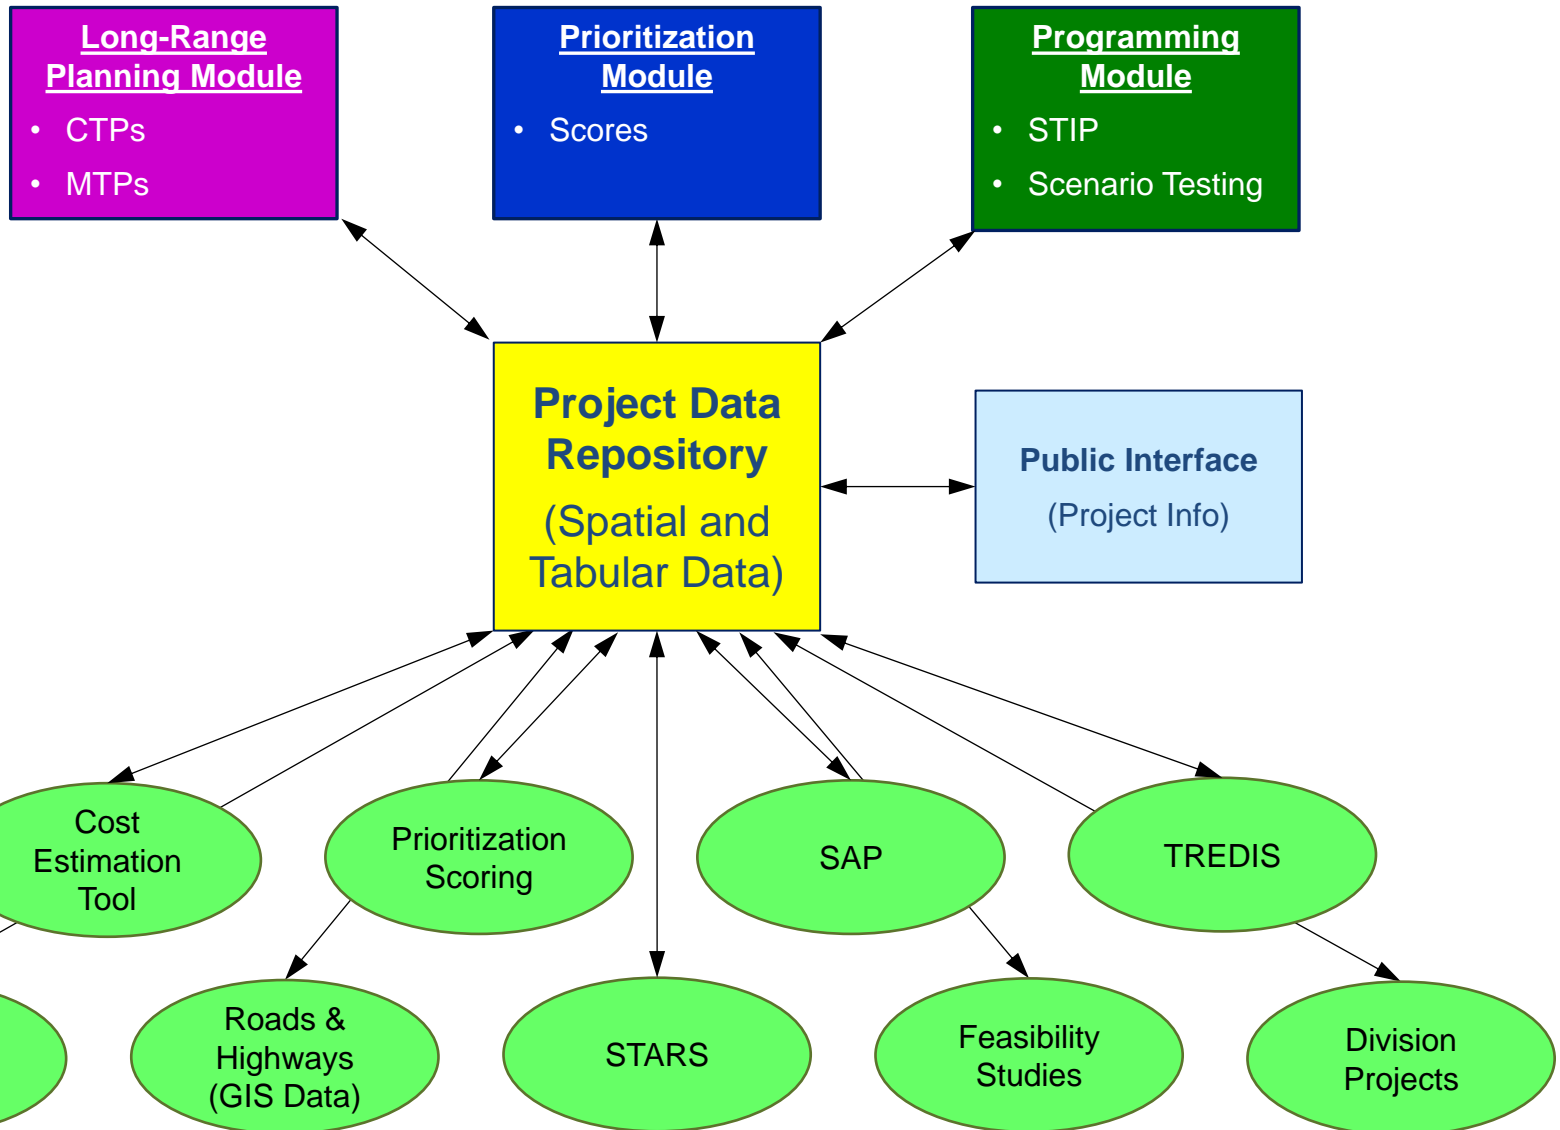 Long-Range
Planning Module
• CTPs
• MTPs
Prioritization
Module
• Scores
Programming
Module
• STIP
• Scenario Testing
Project Data
Repository
(Spatial and
Tabular Data)
Public Interface
(Project Info)
Cost
Estimation
Tool
Prioritization
Scoring
SAP
TREDIS
Roads &
Highways
(GIS Data)
STARS
Feasibility
Studies
Division
Projects